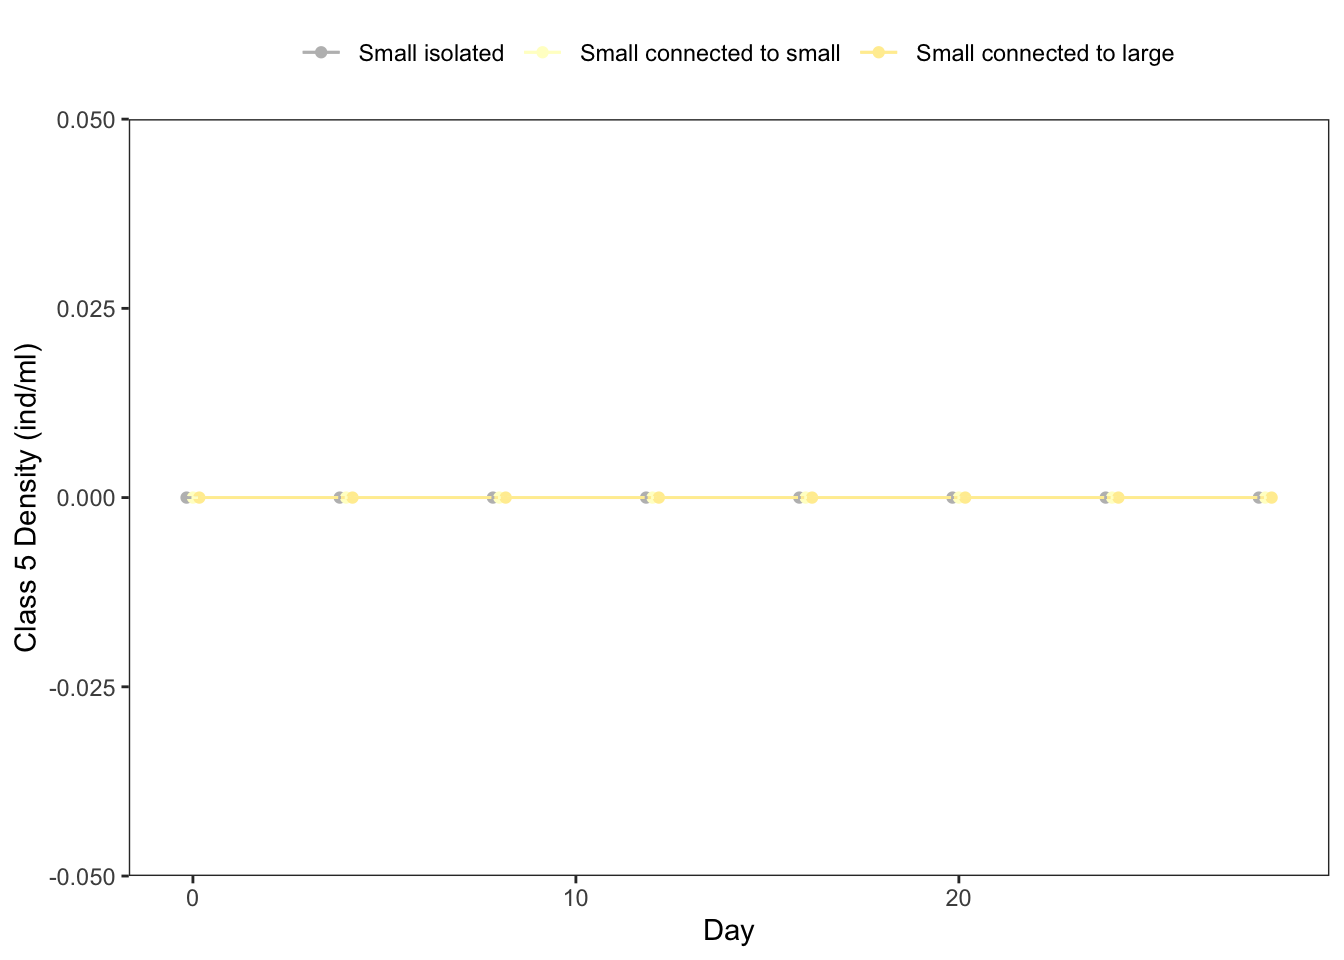 Small isolated Small connected to small Small connected to large
0.050
0.025
0.000
-0.025
-0.050
Class 5 Density (ind/ml)
0 10 20
Day